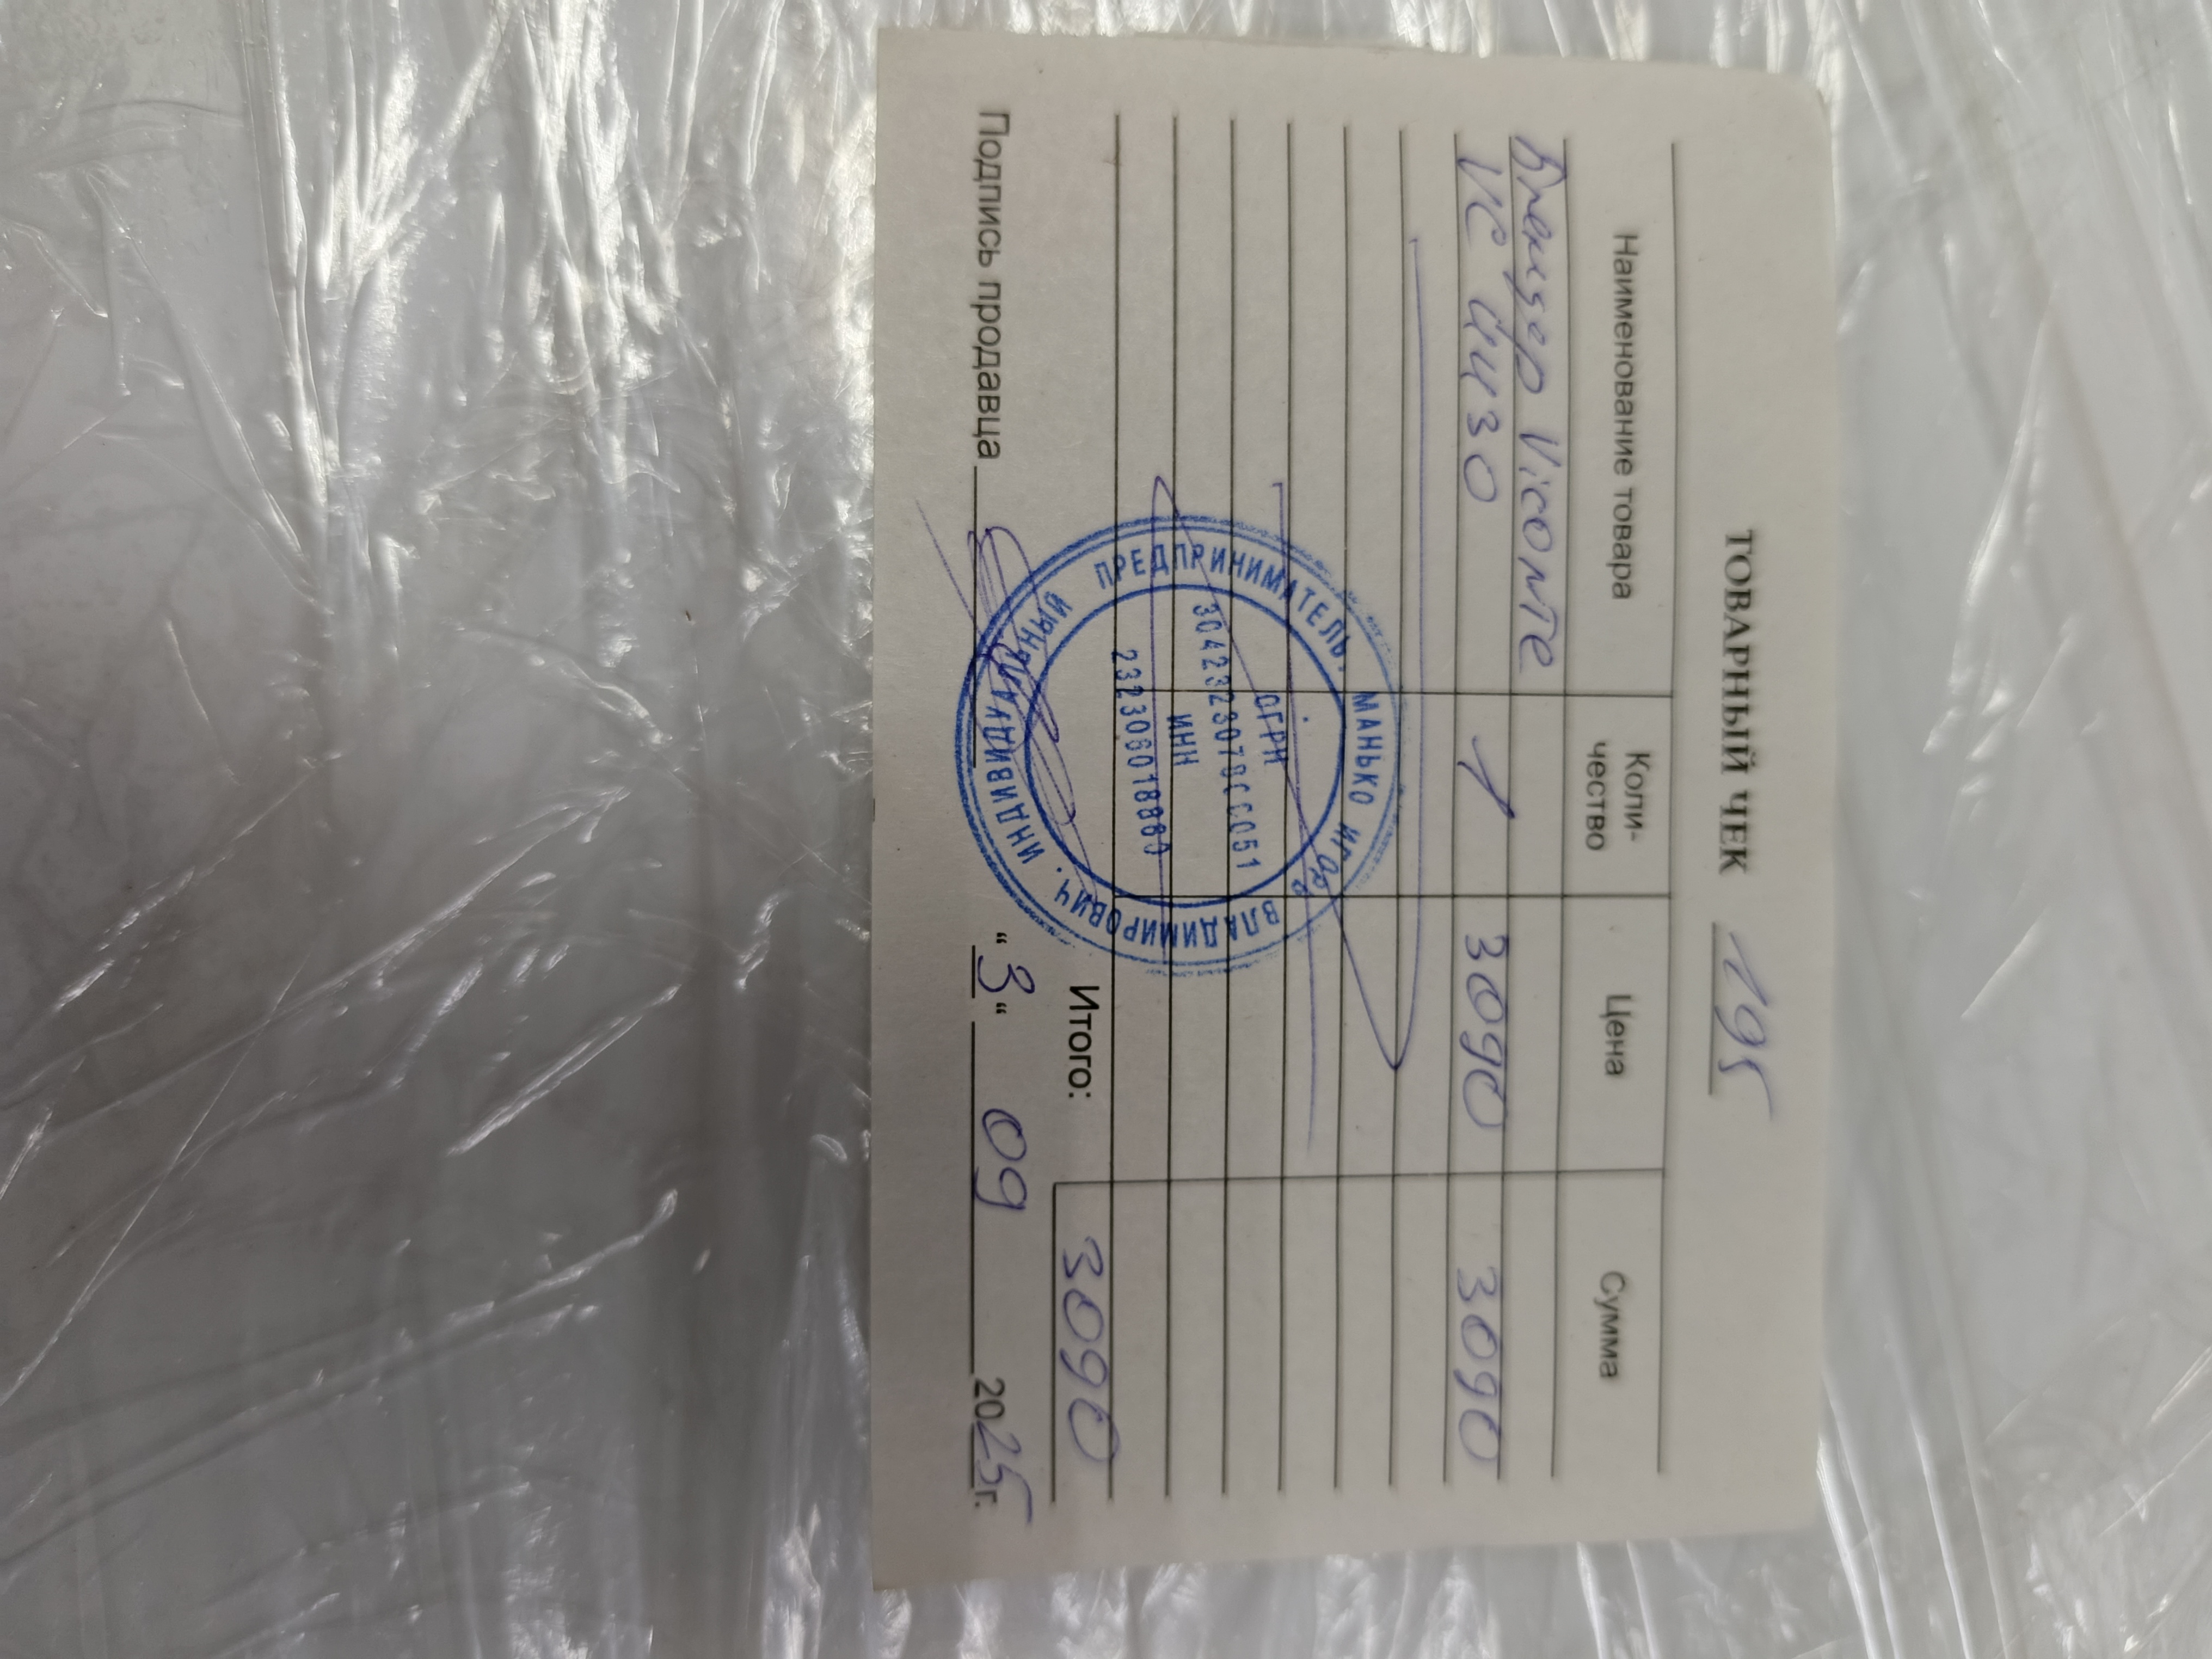 ТОВАРНЫЙ ЧЕК 195
Наименование товара Коли-чество Цена Сумма
Блендер Viconte
VC 4430 1 3090 3090
Итого: 3090
Подпись продавца "3" 09 2025г.
ИНДИВИДУАЛЬНЫЙ ПРЕДПРИНИМАТЕЛЬ. МАНЬКО ИГОРЬ ВЛАДИМИРОВИЧ.
ОГРН
ИНН